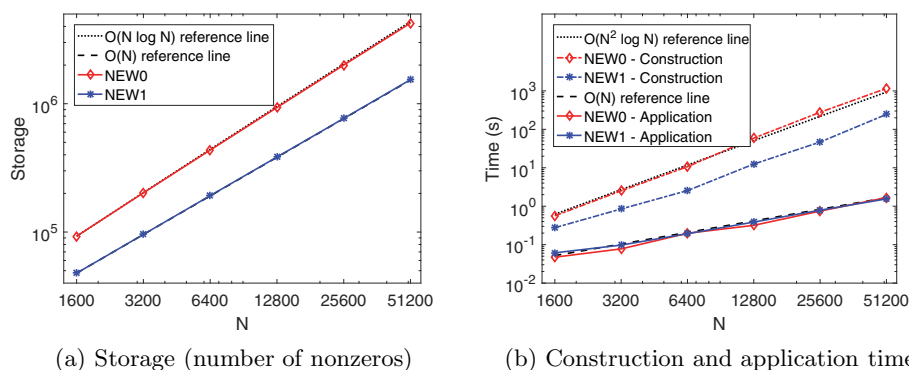 O(N log N) reference line
O(N) reference line
NEW0
NEW1
10^6
10^5
Storage
1600 3200 6400 12800 25600 51200
N
(a) Storage (number of nonzeros)
O(N^2 log N) reference line
NEW0 - Construction
NEW1 - Construction
O(N) reference line
NEW0 - Application
NEW1 - Application
10^3
10^2
10^1
10^0
10^-1
10^-2
Time (s)
1600 3200 6400 12800 25600 51200
N
(b) Construction and application time